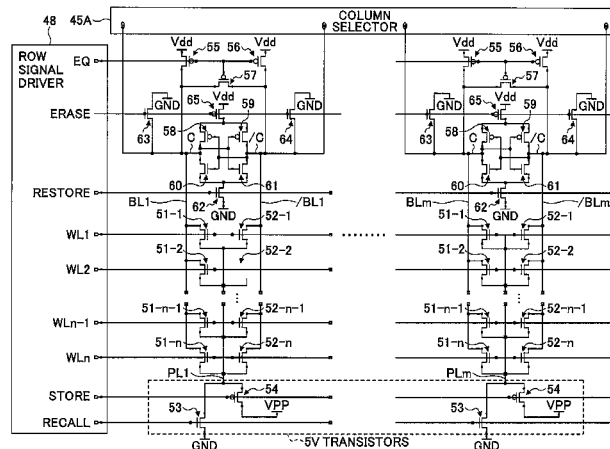 48
45A
COLUMN
SELECTOR
ROW
SIGNAL
DRIVER
Vdd 55 56 Vdd
Vdd 55 56 Vdd
EQ
57
57
65 Vdd 59
65 Vdd 59
GND GND
GND GND
ERASE
63 58 64
63 58 64
C /C
C /C
60 61
60 61
RESTORE
62 GND
62 GND
BL1 /BL1
BLm /BLm
51-1 52-1
51-1 52-1
WL1
51-2 52-2
51-2 52-2
WL2
51-n-1 52-n-1
51-n-1 52-n-1
WLn-1
51-n 52-n
51-n 52-n
WLn
PL1
PLm
STORE
54
54
53 VPP
53 VPP
RECALL
GND
5V TRANSISTORS
GND